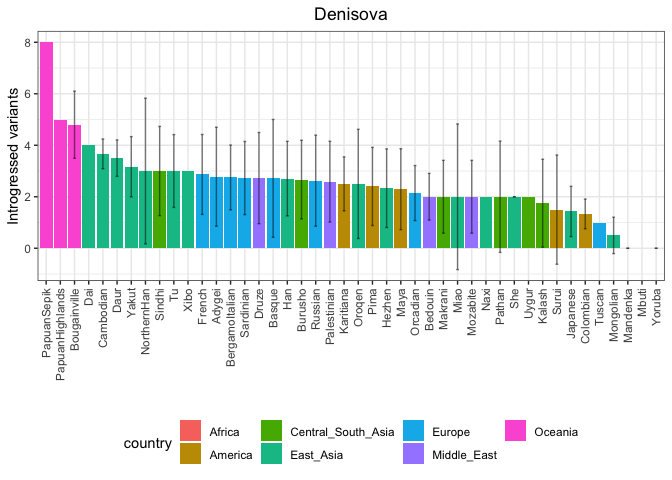 Denisova
Introgressed variants
8
6
4
2
0
PapuanSepik
PapuanHighlands
Bougainville
Dai
Cambodian
Daur
Yakut
NorthernHan
Sindhi
Tu
Xibo
French
Adygei
BergamoItalian
Sardinian
Druze
Basque
Han
Burusho
Russian
Palestinian
Karitiana
Oroqen
Pima
Hezhen
Maya
Orcadian
Bedouin
Makrani
Miao
Mozabite
Naxi
Pathan
She
Uygur
Kalash
Surui
Japanese
Colombian
Tuscan
Mongolian
Mandenka
Mbuti
Yoruba
country
Africa
Central_South_Asia
Europe
Oceania
America
East_Asia
Middle_East